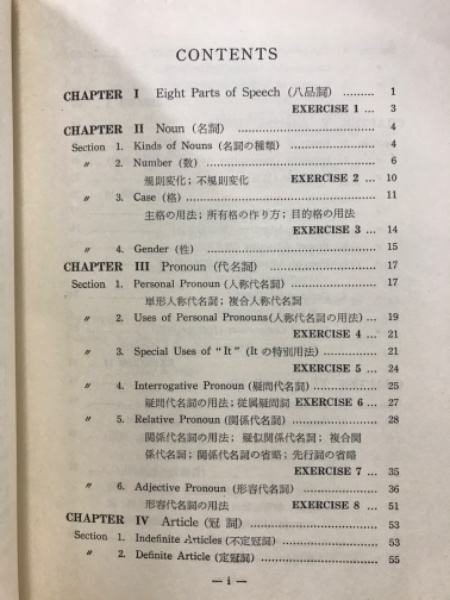 CONTENTS
CHAPTER I Eight Parts of Speech (八品詞) ......... 1
EXERCISE 1 ... 3
CHAPTER II Noun (名詞) .................................... 4
Section 1. Kinds of Nouns (名詞の種類) ..................... 4
〃 2. Number (数) ....................................... 6
規則変化; 不規則変化 EXERCISE 2 ... 10
〃 3. Case (格) ............................................. 11
主格の用法; 所有格の作り方; 目的格の用法
EXERCISE 3 ... 14
〃 4. Gender (性) ....................................... 15
CHAPTER III Pronoun (代名詞) .............................. 17
Section 1. Personal Pronoun (人称代名詞) .................. 17
単形人称代名詞; 複合人称代名詞
〃 2. Uses of Personal Pronouns(人称代名詞の用法)... 19
EXERCISE 4 ... 21
〃 3. Special Uses of "It" (It の特別用法) ............... 21
EXERCISE 5 ... 24
〃 4. Interrogative Pronoun (疑問代名詞) .................. 25
疑問代名詞の用法; 従属疑問詞 EXERCISE 6 ... 27
〃 5. Relative Pronoun (関係代名詞) ..................... 28
関係代名詞の用法; 疑似関係代名詞; 複合関
係代名詞; 関係代名詞の省略; 先行詞の省略
EXERCISE 7 ... 35
〃 6. Adjective Pronoun (形容代名詞) ..................... 36
形容代名詞の用法 EXERCISE 8 ... 51
CHAPTER IV Article (冠 詞) .............................. 53
Section 1. Indefinite Articles (不定冠詞) .................. 53
〃 2. Definite Article (定冠詞) ........................... 55
— i —